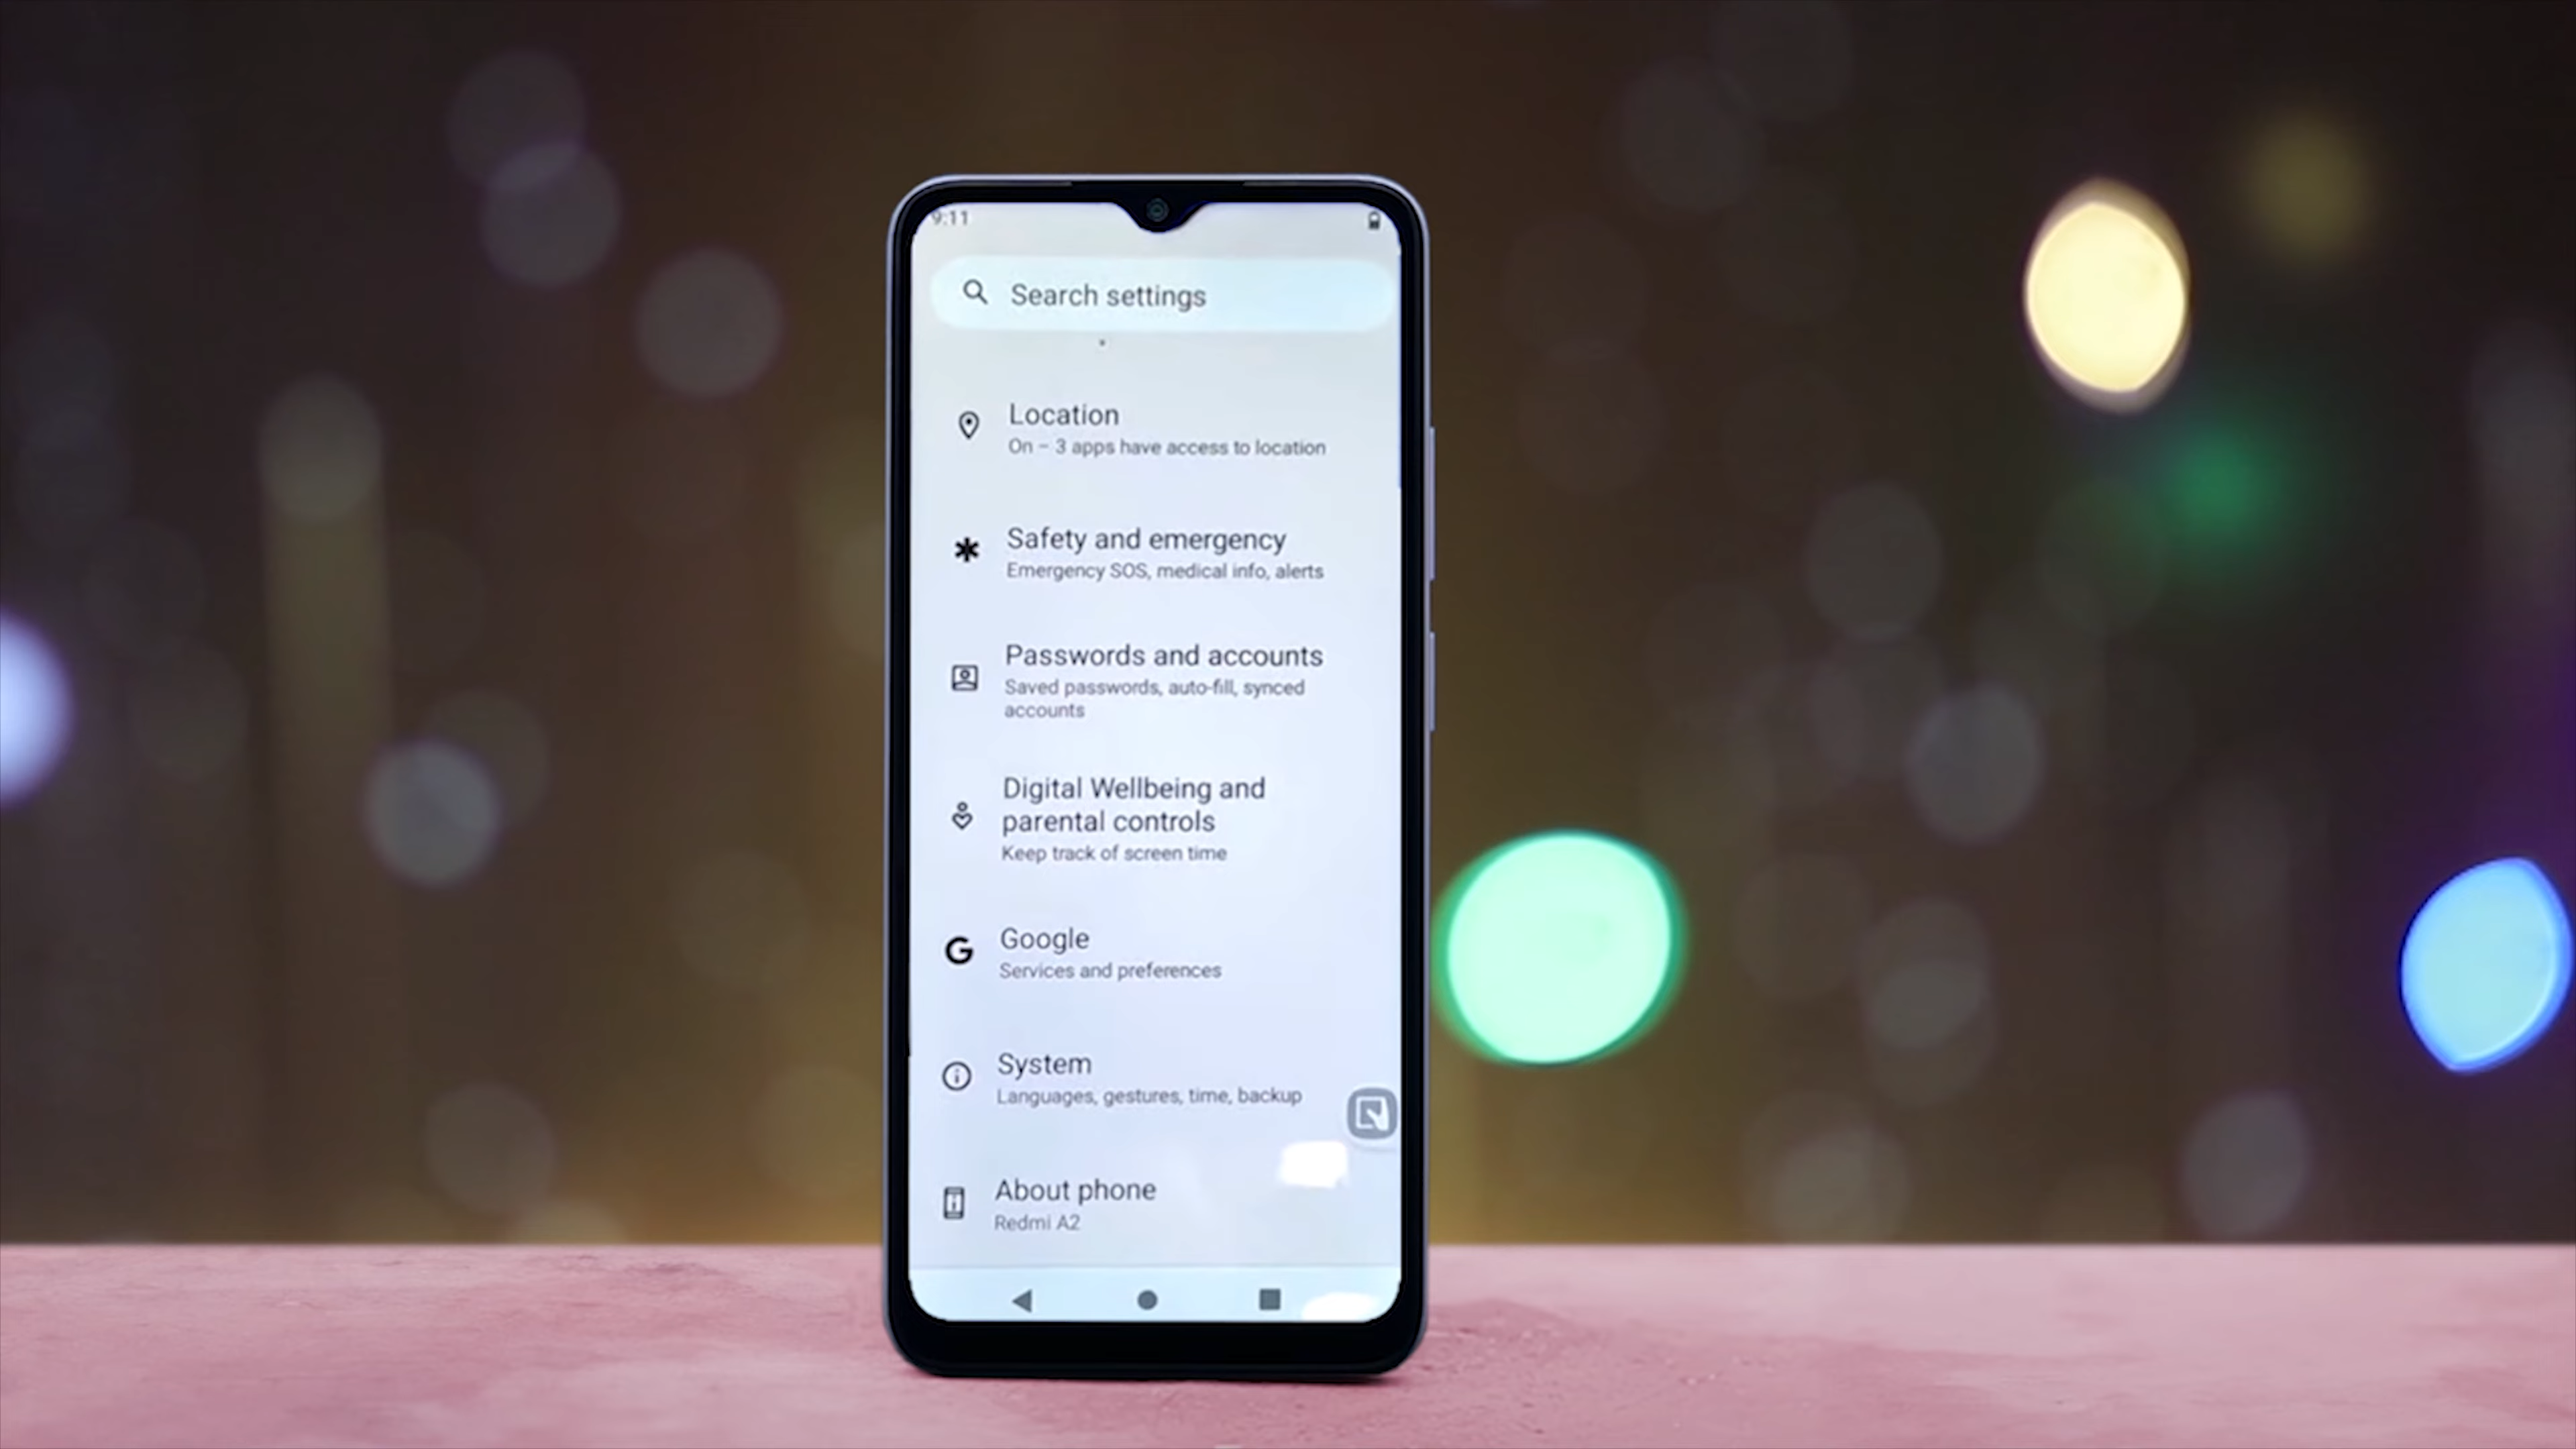 9:11
Search settings
Location
On – 3 apps have access to location
Safety and emergency
Emergency SOS, medical info, alerts
Passwords and accounts
Saved passwords, auto-fill, synced
accounts
Digital Wellbeing and
parental controls
Keep track of screen time
Google
Services and preferences
System
Languages, gestures, time, backup
About phone
Redmi A2